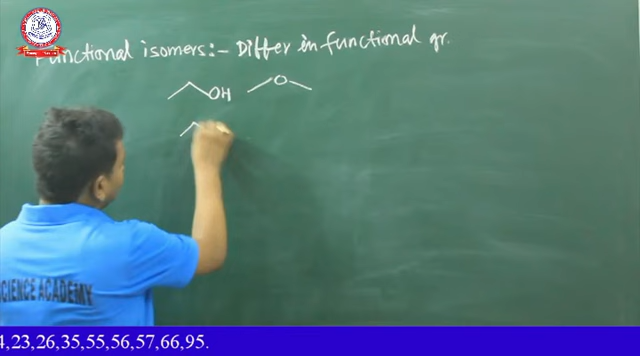 Functional isomers:- Differ in functional gr.
OH O
SCIENCE ACADEMY
4,23,26,35,55,56,57,66,95.